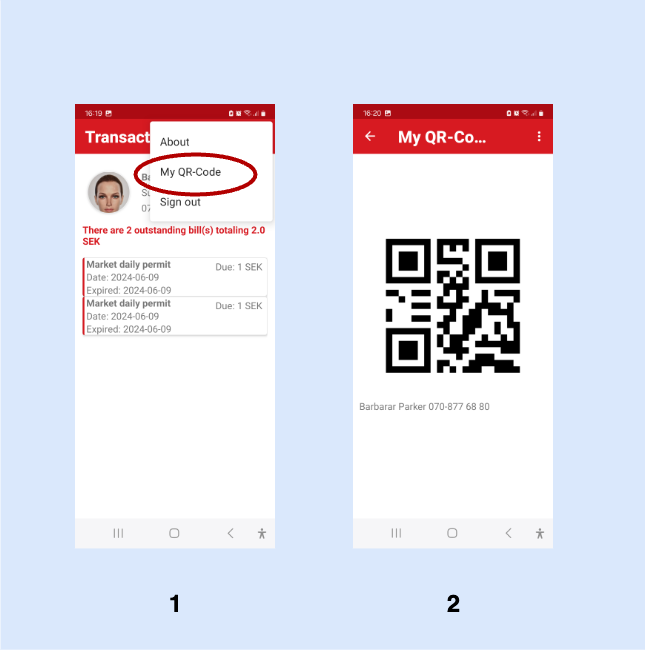 16:19
Transact
About
My QR-Code
Sign out
07
There are 2 outstanding bill(s) totaling 2.0
SEK
Market daily permit
Due: 1 SEK
Date: 2024-06-09
Expired: 2024-06-09
Market daily permit
Due: 1 SEK
Date: 2024-06-09
Expired: 2024-06-09
1
16:20
My QR-Co...
Barbarar Parker 070-877 68 80
2